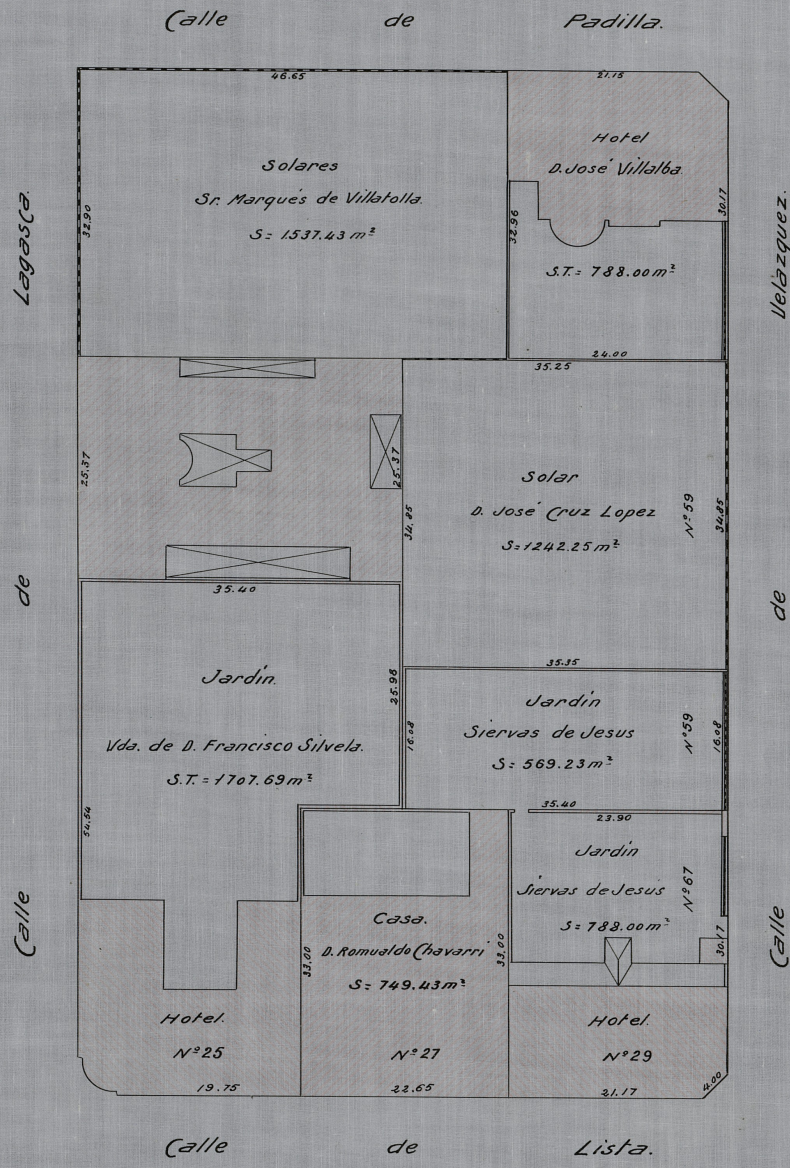 Calle de Padilla.
46.65
21.15
Hotel
D. José Villalba
Solares
Sr. Marqués de Villatolla.
S= 1537.43 m²
32.90
32.96
30.17
S.T.= 788.00 m²
24.00
35.25
Calle de Lagasca.
Calle de Velázquez.
25.37
25.37
34.85
Solar
D. José Cruz Lopez
S=1242.25 m²
Nº 59
34.85
35.40
35.35
Jardín.
Vda. de D. Francisco Silvela.
S.T. = 1707.69 m²
25.98
54.54
Jardín
Siervas de Jesus
S= 569.23 m²
Nº 59
16.08
16.08
35.40
23.90
Jardín
Siervas de Jesus
S= 788.00 m²
Nº 67
30.17
Casa.
D. Romualdo Chavarri
S= 749.43 m²
33.00
33.00
Hotel.
Nº 25
Nº 27
Hotel.
Nº 29
19.75
22.65
21.17
4.00
Calle de Lista.